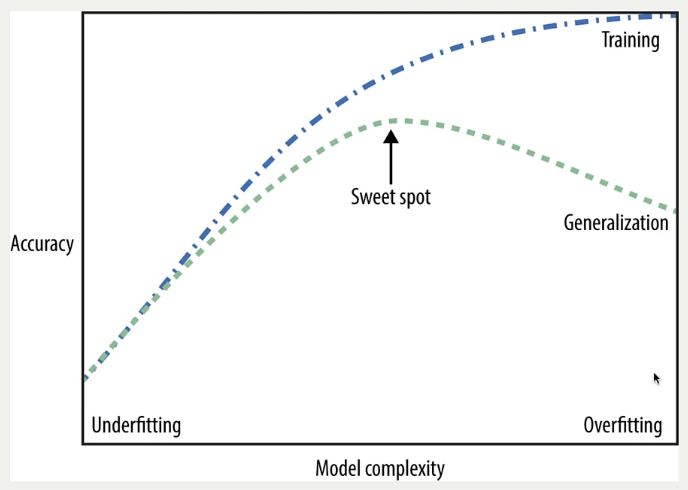 Training
Sweet spot
Generalization
Accuracy
Underfitting
Overfitting
Model complexity